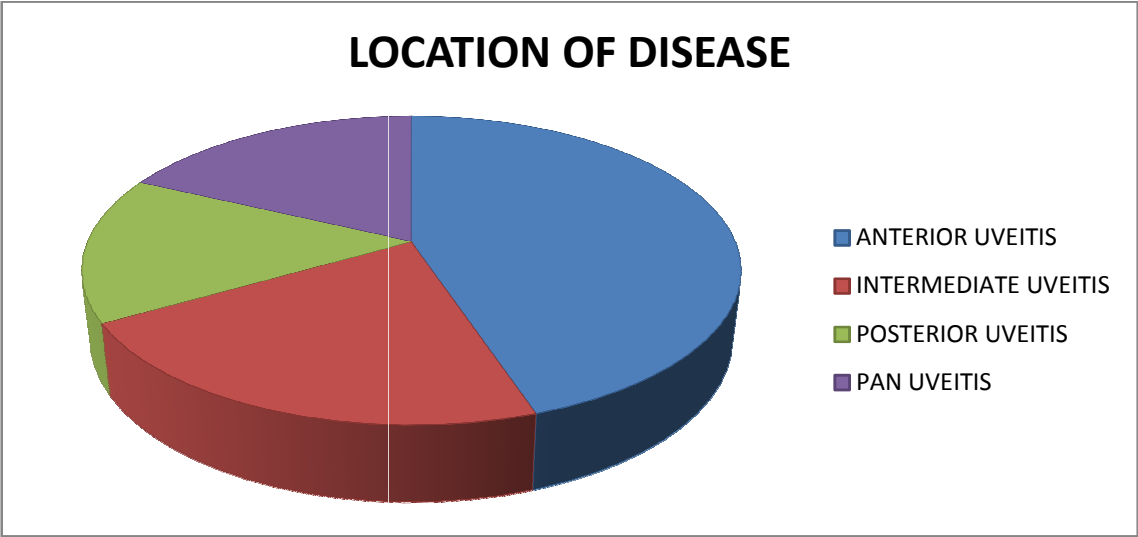 LOCATION OF DISEASE
ANTERIOR UVEITIS
INTERMEDIATE UVEITIS
POSTERIOR UVEITIS
PAN UVEITIS